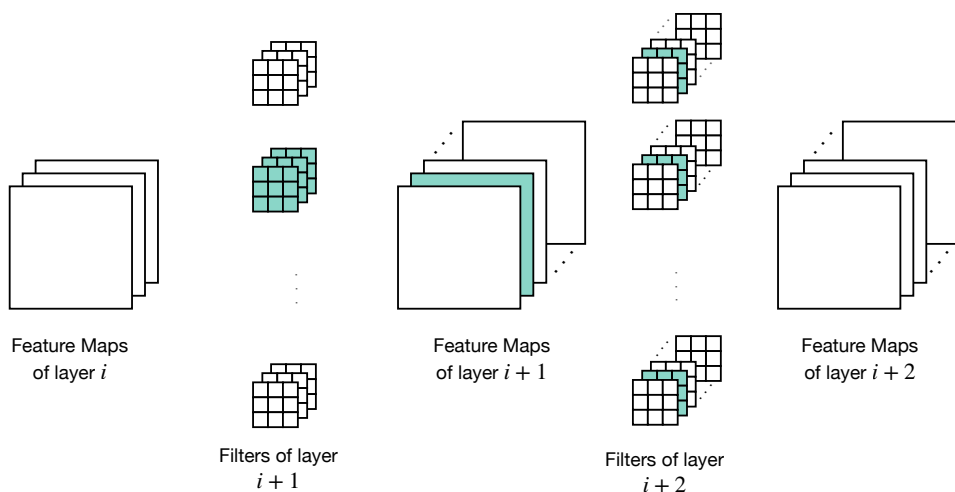 Feature Maps
of layer i
Filters of layer
i + 1
Feature Maps
of layer i + 1
Filters of layer
i + 2
Feature Maps
of layer i + 2